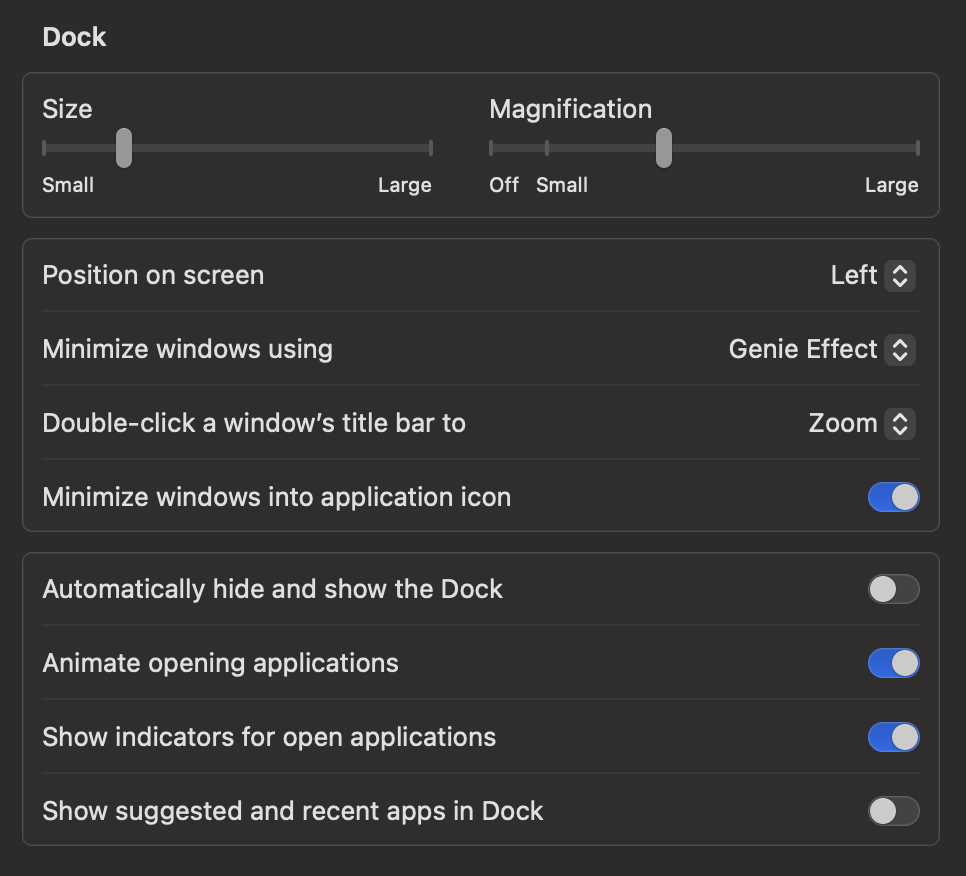 Dock
Size
Magnification
Small
Large
Off
Small
Large
Position on screen
Left
Minimize windows using
Genie Effect
Double-click a window’s title bar to
Zoom
Minimize windows into application icon
Automatically hide and show the Dock
Animate opening applications
Show indicators for open applications
Show suggested and recent apps in Dock